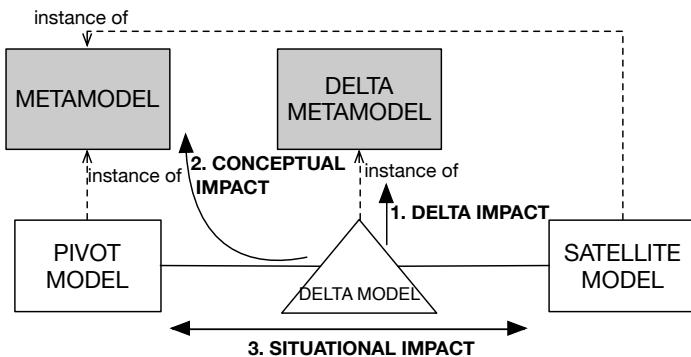 instance of
METAMODEL
DELTA
METAMODEL
2. CONCEPTUAL
IMPACT
instance of
instance of
1. DELTA IMPACT
PIVOT
MODEL
DELTA MODEL
SATELLITE
MODEL
3. SITUATIONAL IMPACT